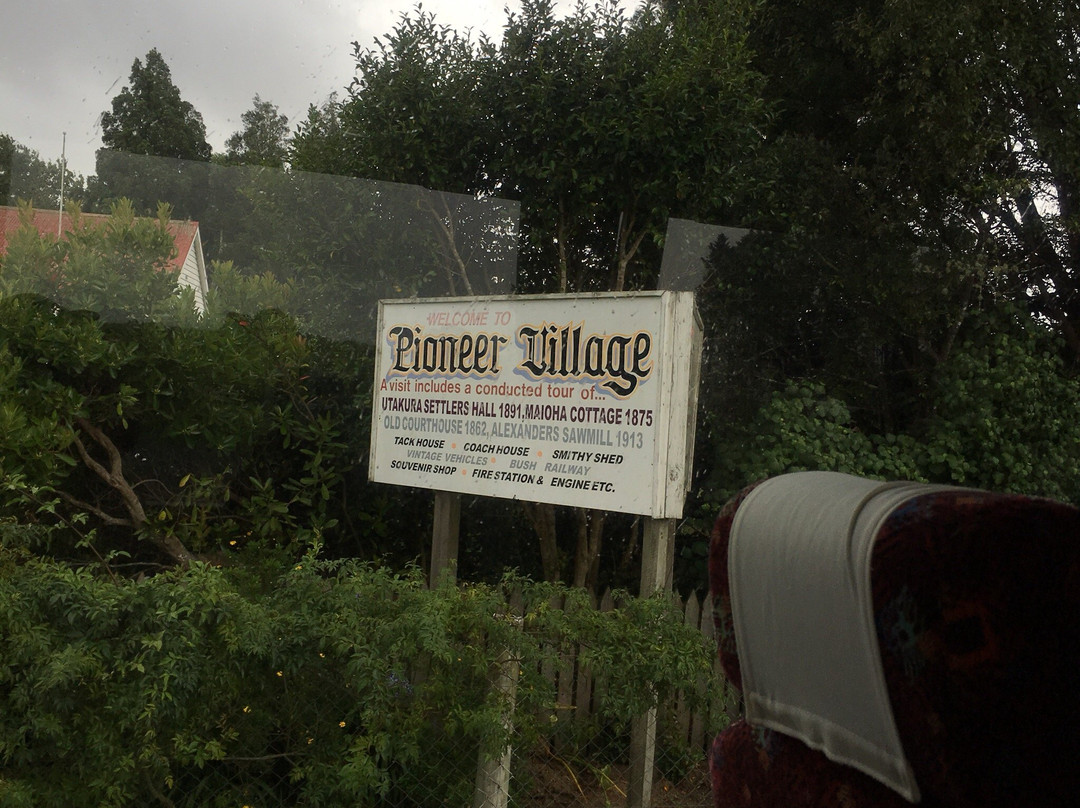 WELCOME TO
Pioneer Village
A visit includes a conducted tour of...
UTAKURA SETTLERS HALL 1891, MAIOHA COTTAGE 1875
OLD COURTHOUSE 1862, ALEXANDERS SAWMILL 1913
TACK HOUSE • COACH HOUSE • SMITHY SHED
VINTAGE VEHICLES • BUSH RAILWAY
SOUVENIR SHOP • FIRE STATION & ENGINE ETC.